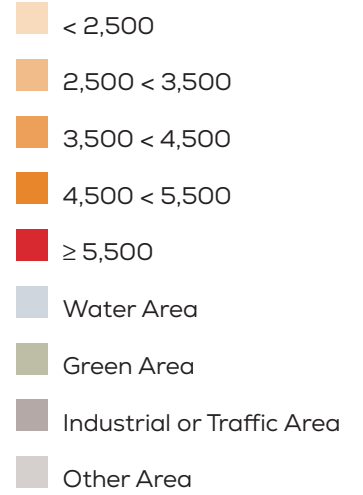 < 2,500
2,500 < 3,500
3,500 < 4,500
4,500 < 5,500
≥ 5,500
Water Area
Green Area
Industrial or Traffic Area
Other Area